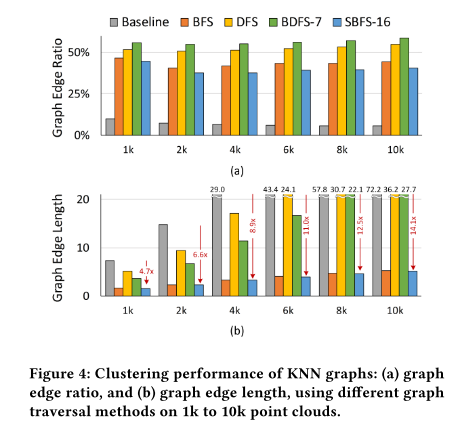 Baseline BFS DFS BDFS-7 SBFS-16
Graph Edge Ratio
50%
25%
0%
1k 2k 4k 6k 8k 10k
(a)
Graph Edge Length
20
10
0
29.0 43.4 24.1 57.8 30.7 22.1 72.2 36.2 27.7
4.7x 6.6x 8.9x 11.0x 12.5x 14.1x
1k 2k 4k 6k 8k 10k
(b)
Figure 4: Clustering performance of KNN graphs: (a) graph
edge ratio, and (b) graph edge length, using different graph
traversal methods on 1k to 10k point clouds.